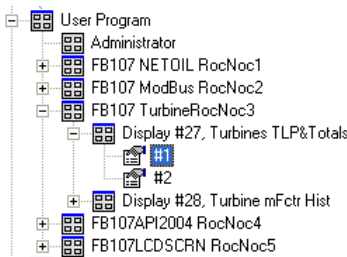 User Program
Administrator
FB107 NETOIL RocNoc1
FB107 ModBus RocNoc2
FB107 TurbineRocNoc3
Display #27, Turbines TLP&Totals
#1
#2
Display #28, Turbine mFctr Hist
FB107API2004 RocNoc4
FB107LCDSCRN RocNoc5